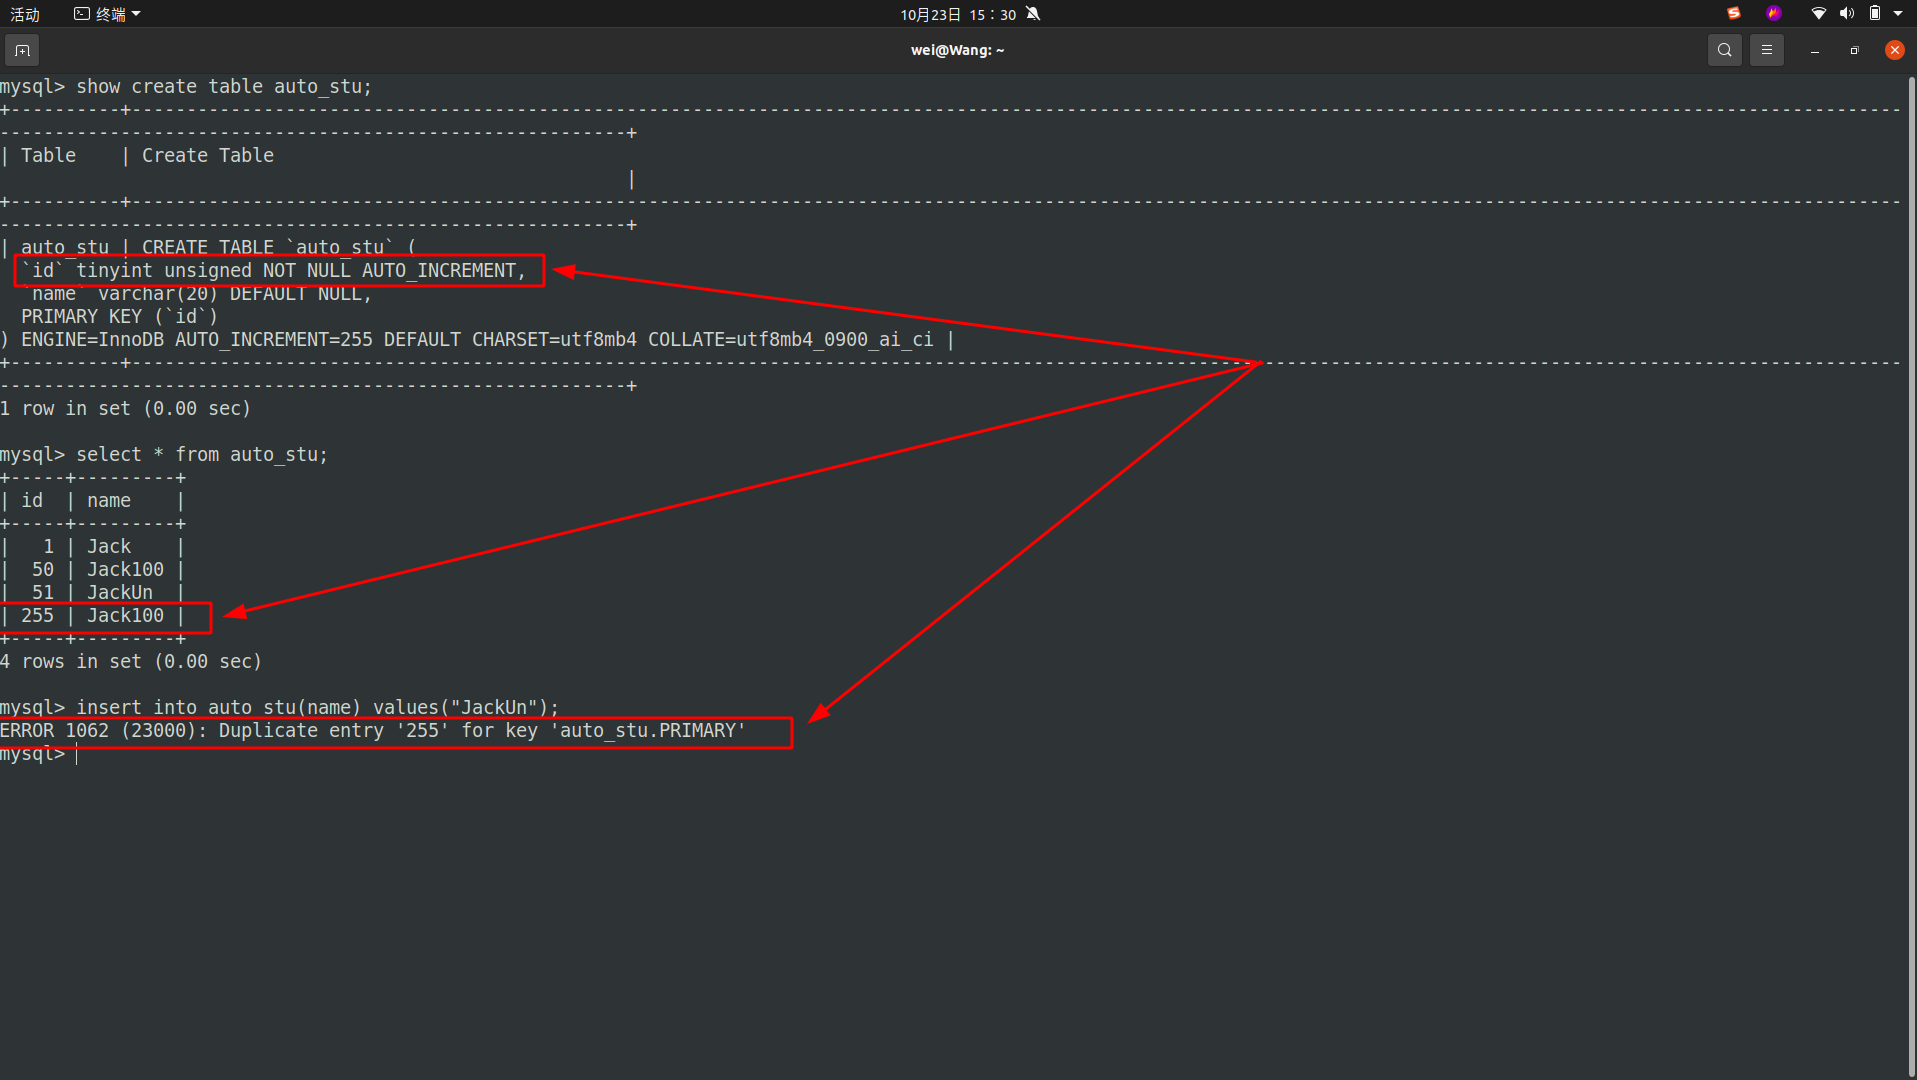 活动 终端 10月23日 15：30
wei@Wang: ~
mysql> show create table auto_stu;
+----------+-----------------------------------------------------------------------------------------------------------------------------------------------------------------
---------------------------------------------------------+
| Table    | Create Table
                                                         |
+----------+-----------------------------------------------------------------------------------------------------------------------------------------------------------------
---------------------------------------------------------+
| auto_stu | CREATE TABLE `auto_stu` (
  `id` tinyint unsigned NOT NULL AUTO_INCREMENT,
  `name` varchar(20) DEFAULT NULL,
  PRIMARY KEY (`id`)
) ENGINE=InnoDB AUTO_INCREMENT=255 DEFAULT CHARSET=utf8mb4 COLLATE=utf8mb4_0900_ai_ci |
+----------+-----------------------------------------------------------------------------------------------------------------------------------------------------------------
---------------------------------------------------------+
1 row in set (0.00 sec)
mysql> select * from auto_stu;
+-----+---------+
| id  | name    |
+-----+---------+
|   1 | Jack    |
|  50 | Jack100 |
|  51 | JackUn  |
| 255 | Jack100 |
+-----+---------+
4 rows in set (0.00 sec)
mysql> insert into auto_stu(name) values("JackUn");
ERROR 1062 (23000): Duplicate entry '255' for key 'auto_stu.PRIMARY'
mysql>